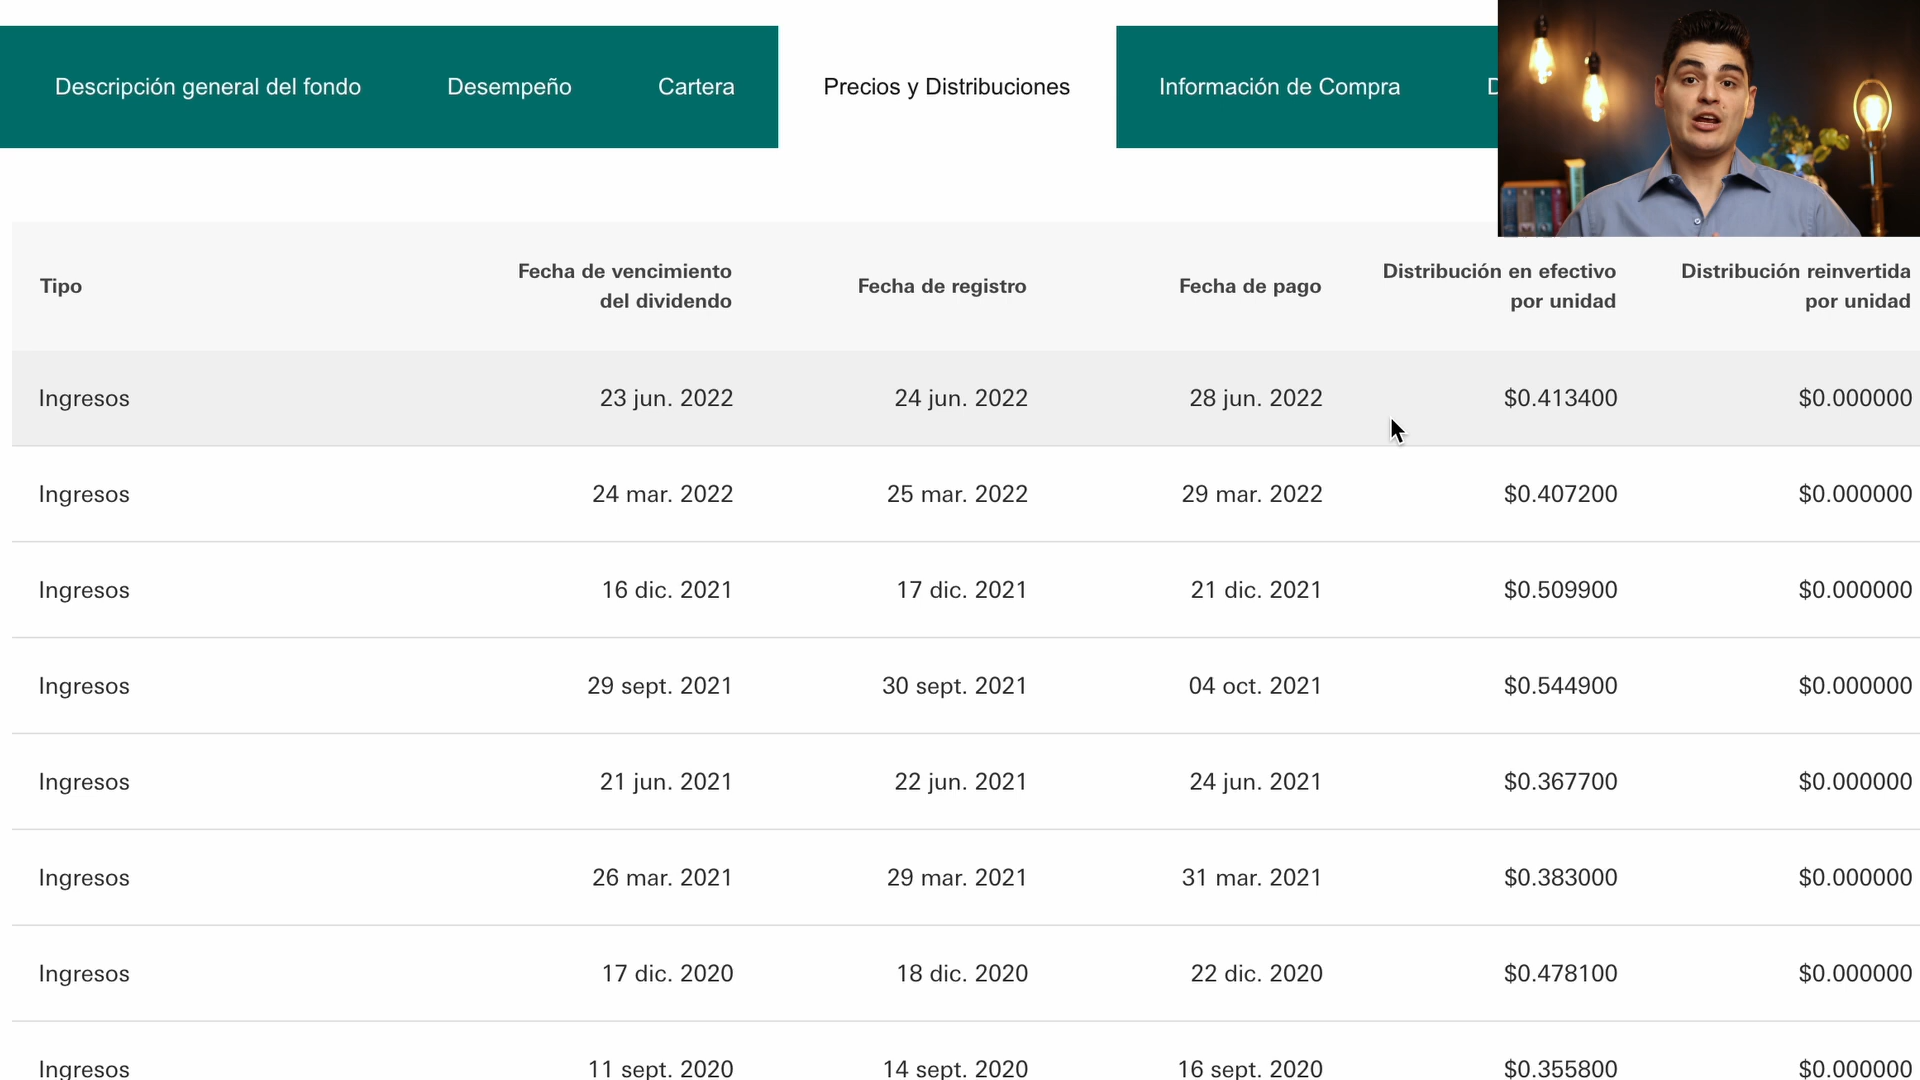 Descripción general del fondo Desempeño Cartera Precios y Distribuciones Información de Compra
Tipo Fecha de vencimiento del dividendo Fecha de registro Fecha de pago Distribución en efectivo por unidad Distribución reinvertida por unidad
Ingresos 23 jun. 2022 24 jun. 2022 28 jun. 2022 $0.413400 $0.000000
Ingresos 24 mar. 2022 25 mar. 2022 29 mar. 2022 $0.407200 $0.000000
Ingresos 16 dic. 2021 17 dic. 2021 21 dic. 2021 $0.509900 $0.000000
Ingresos 29 sept. 2021 30 sept. 2021 04 oct. 2021 $0.544900 $0.000000
Ingresos 21 jun. 2021 22 jun. 2021 24 jun. 2021 $0.367700 $0.000000
Ingresos 26 mar. 2021 29 mar. 2021 31 mar. 2021 $0.383000 $0.000000
Ingresos 17 dic. 2020 18 dic. 2020 22 dic. 2020 $0.478100 $0.000000
Ingresos 11 sept. 2020 14 sept. 2020 16 sept. 2020 $0.355800 $0.000000